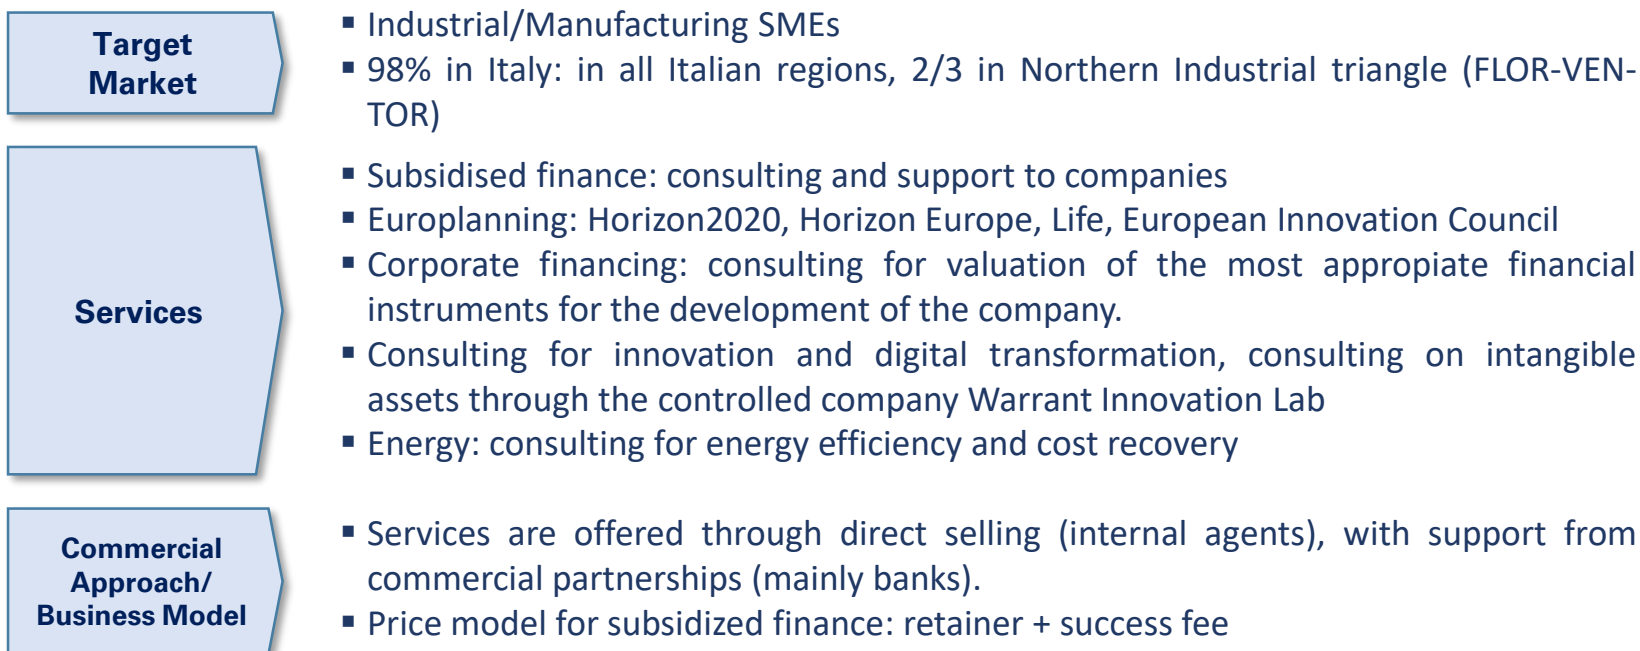 Target
Market
▪ Industrial/Manufacturing SMEs
▪ 98% in Italy: in all Italian regions, 2/3 in Northern Industrial triangle (FLOR-VEN-
TOR)
Services
▪ Subsidised finance: consulting and support to companies
▪ Europlanning: Horizon2020, Horizon Europe, Life, European Innovation Council
▪ Corporate financing: consulting for valuation of the most appropiate financial
instruments for the development of the company.
▪ Consulting for innovation and digital transformation, consulting on intangible
assets through the controlled company Warrant Innovation Lab
▪ Energy: consulting for energy efficiency and cost recovery
Commercial
Approach/
Business Model
▪ Services are offered through direct selling (internal agents), with support from
commercial partnerships (mainly banks).
▪ Price model for subsidized finance: retainer + success fee